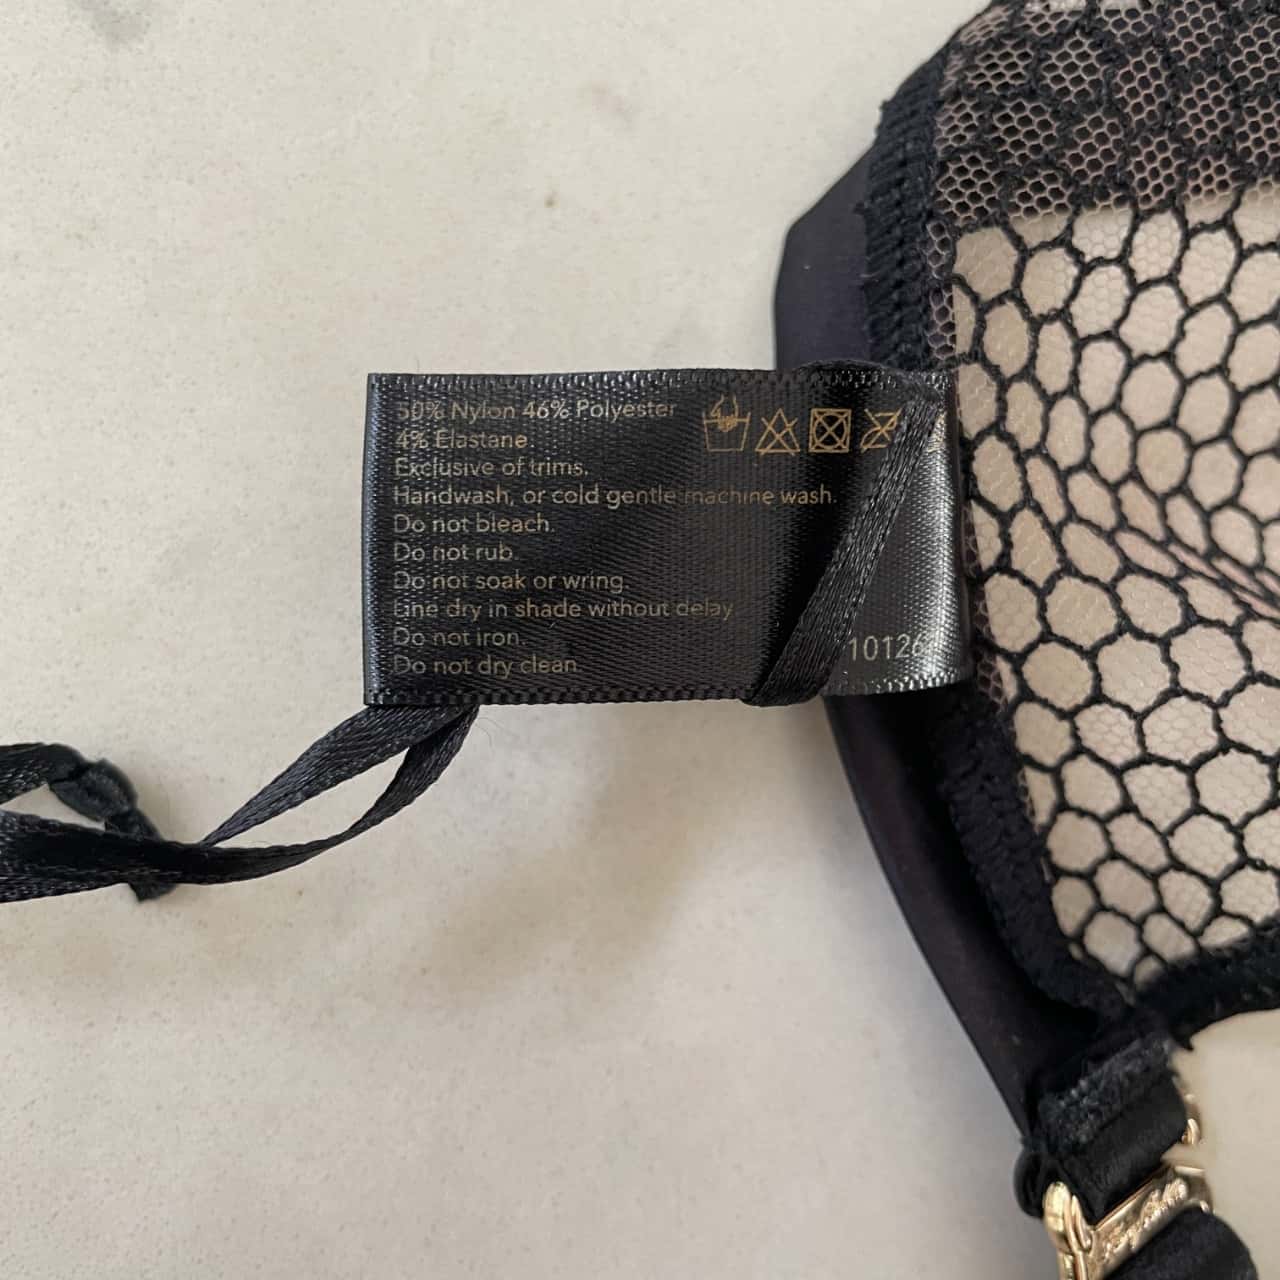 50% Nylon 46% Polyester
4% Elastane.
Exclusive of trims.
Handwash, or cold gentle machine wash.
Do not bleach.
Do not rub.
Do not soak or wring.
Line dry in shade without delay
Do not iron.
Do not dry clean.